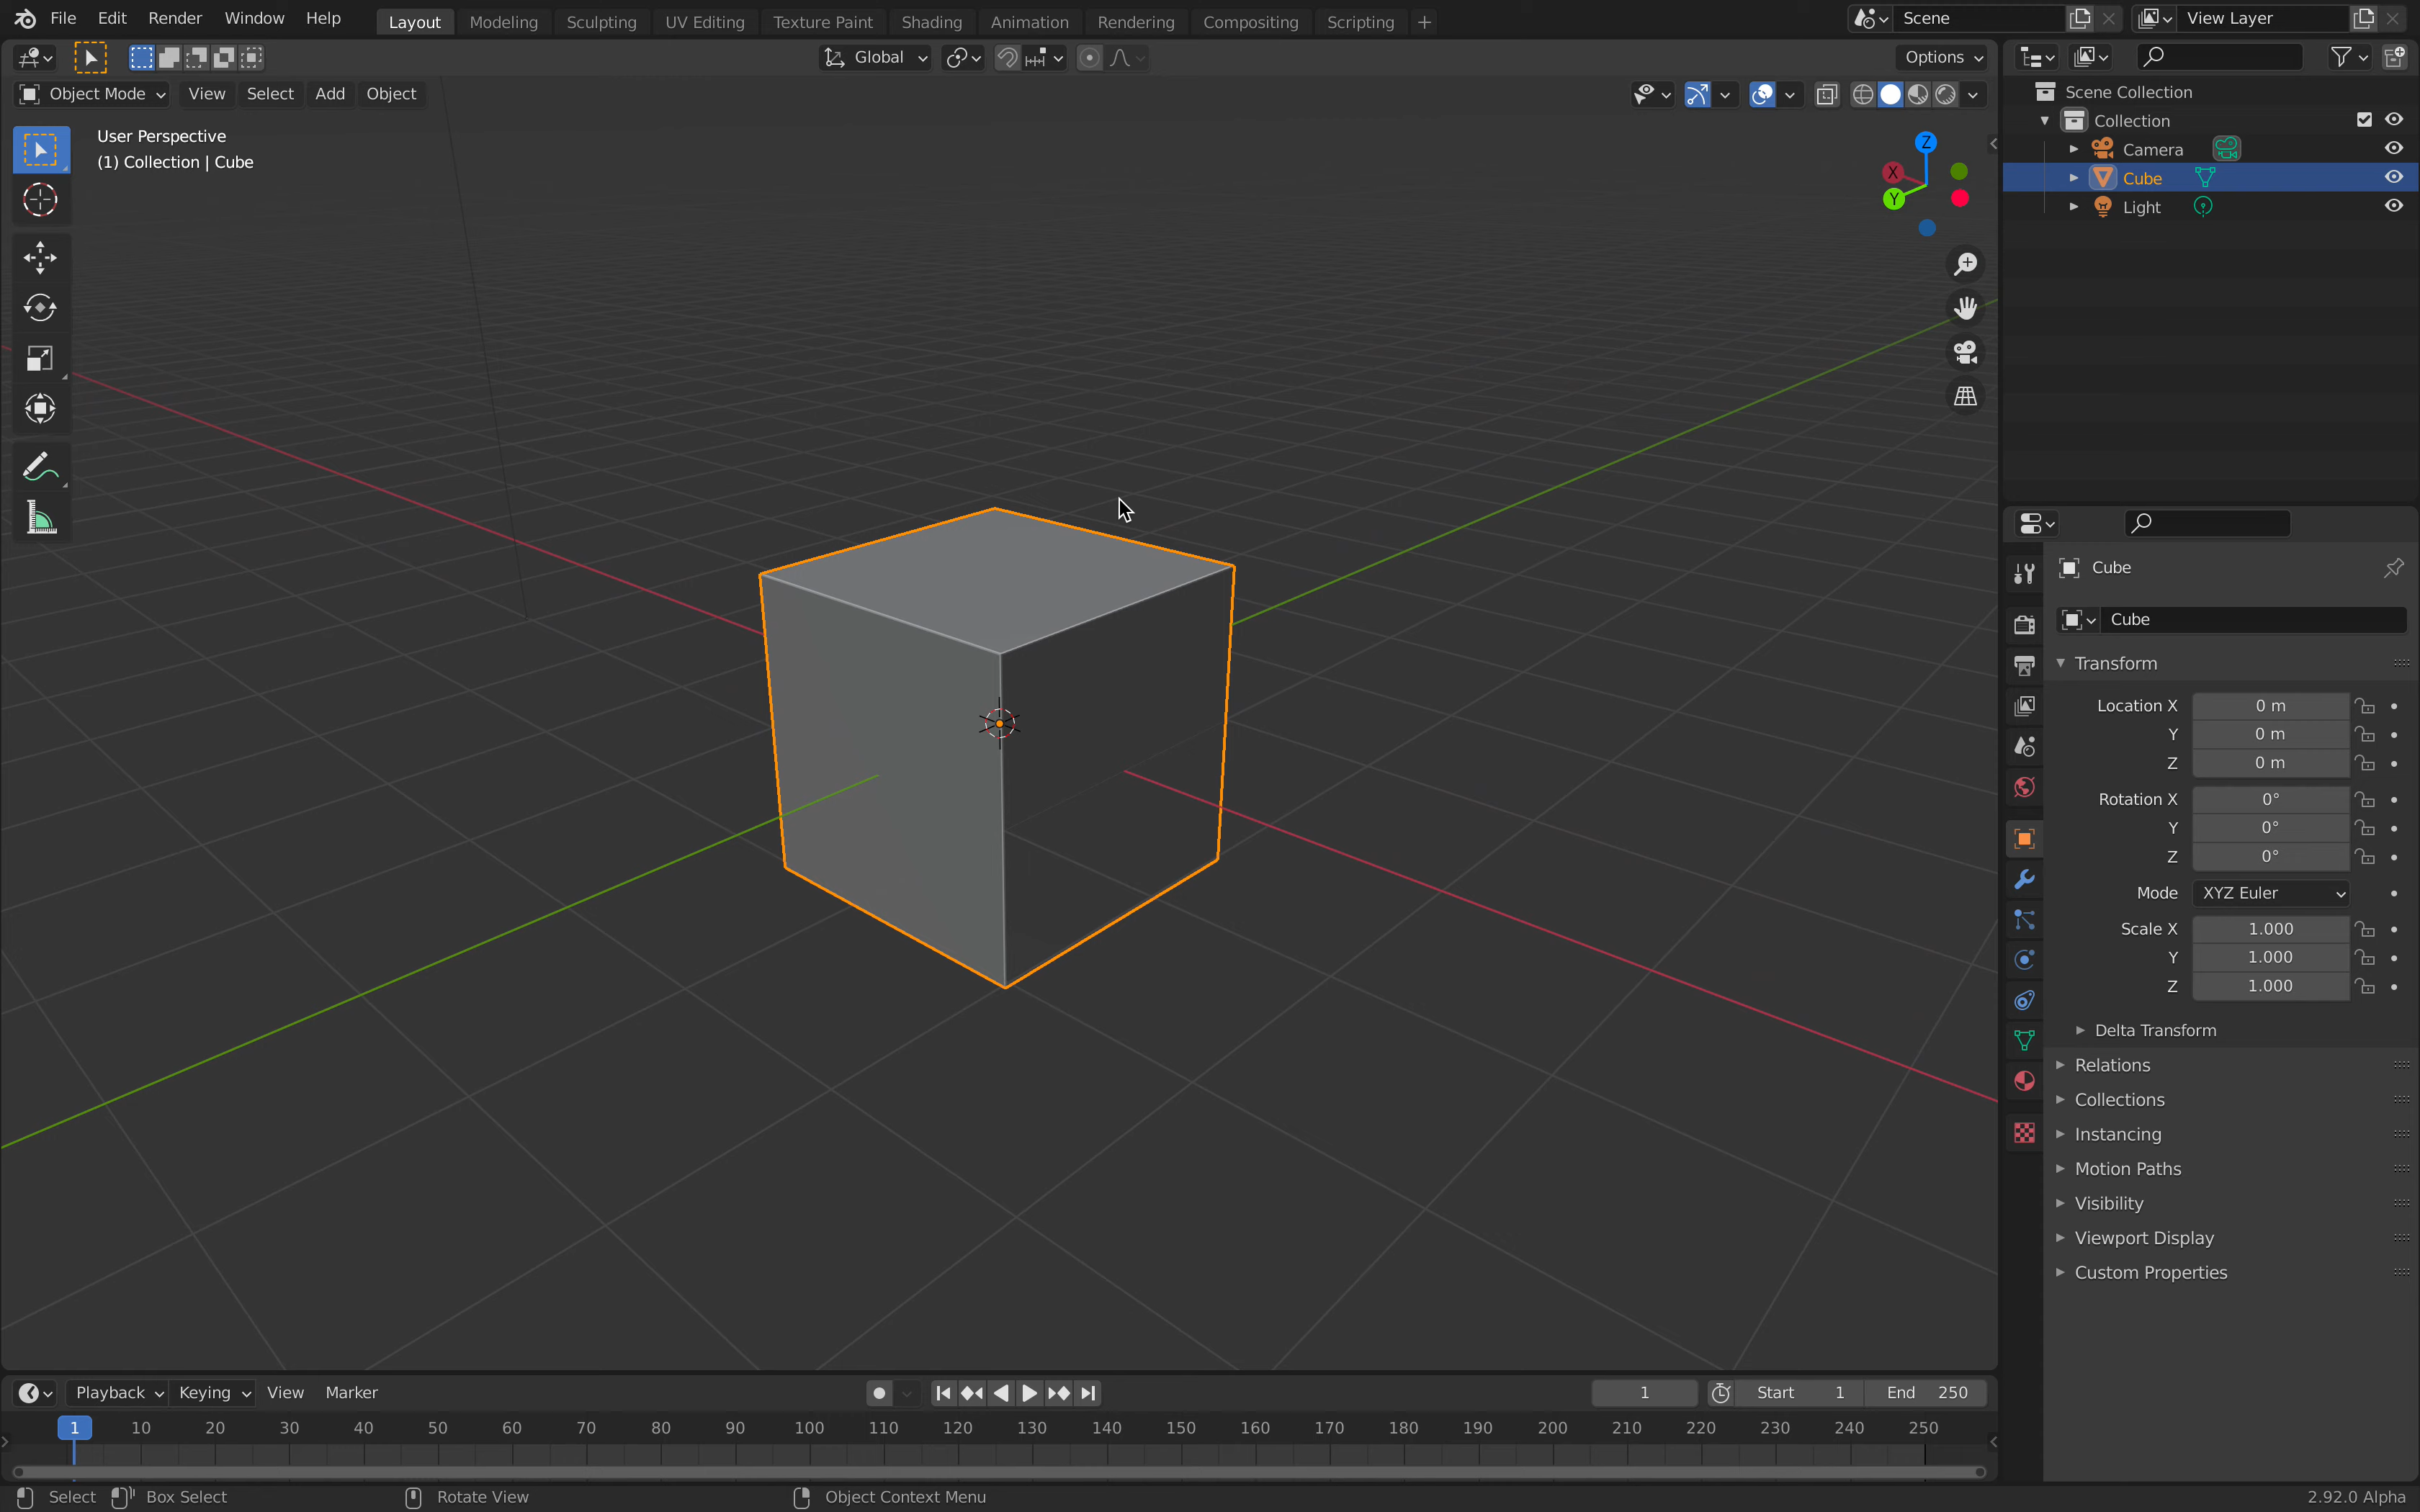 File Edit Render Window Help Layout Modeling Sculpting UV Editing Texture Paint Shading Animation Rendering Compositing Scripting + Scene View Layer
Global Options
Object Mode View Select Add Object
User Perspective
(1) Collection | Cube
Z
X
Y
Scene Collection
Collection
Camera
Cube
Light
Cube
Cube
Transform
Location X 0 m
Y 0 m
Z 0 m
Rotation X 0°
Y 0°
Z 0°
Mode XYZ Euler
Scale X 1.000
Y 1.000
Z 1.000
Delta Transform
Relations
Collections
Instancing
Motion Paths
Visibility
Viewport Display
Custom Properties
Playback Keying View Marker 1 Start 1 End 250
1 10 20 30 40 50 60 70 80 90 100 110 120 130 140 150 160 170 180 190 200 210 220 230 240 250
Select Box Select Rotate View Object Context Menu 2.92.0 Alpha